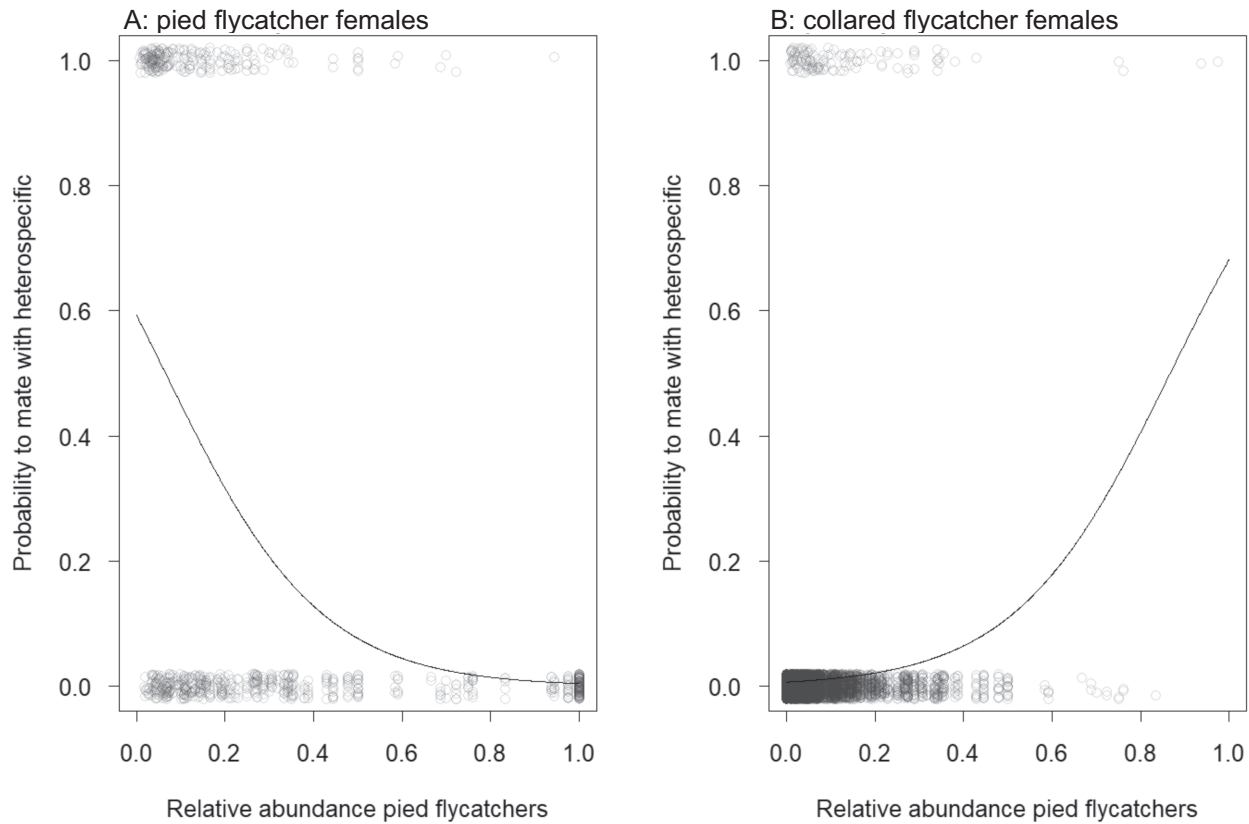 A: pied flycatcher females
1.0
0.8
0.6
0.4
0.2
0.0
Probability to mate with heterospecific
0.0 0.2 0.4 0.6 0.8 1.0
Relative abundance pied flycatchers
B: collared flycatcher females
1.0
0.8
0.6
0.4
0.2
0.0
Probability to mate with heterospecific
0.0 0.2 0.4 0.6 0.8 1.0
Relative abundance pied flycatchers